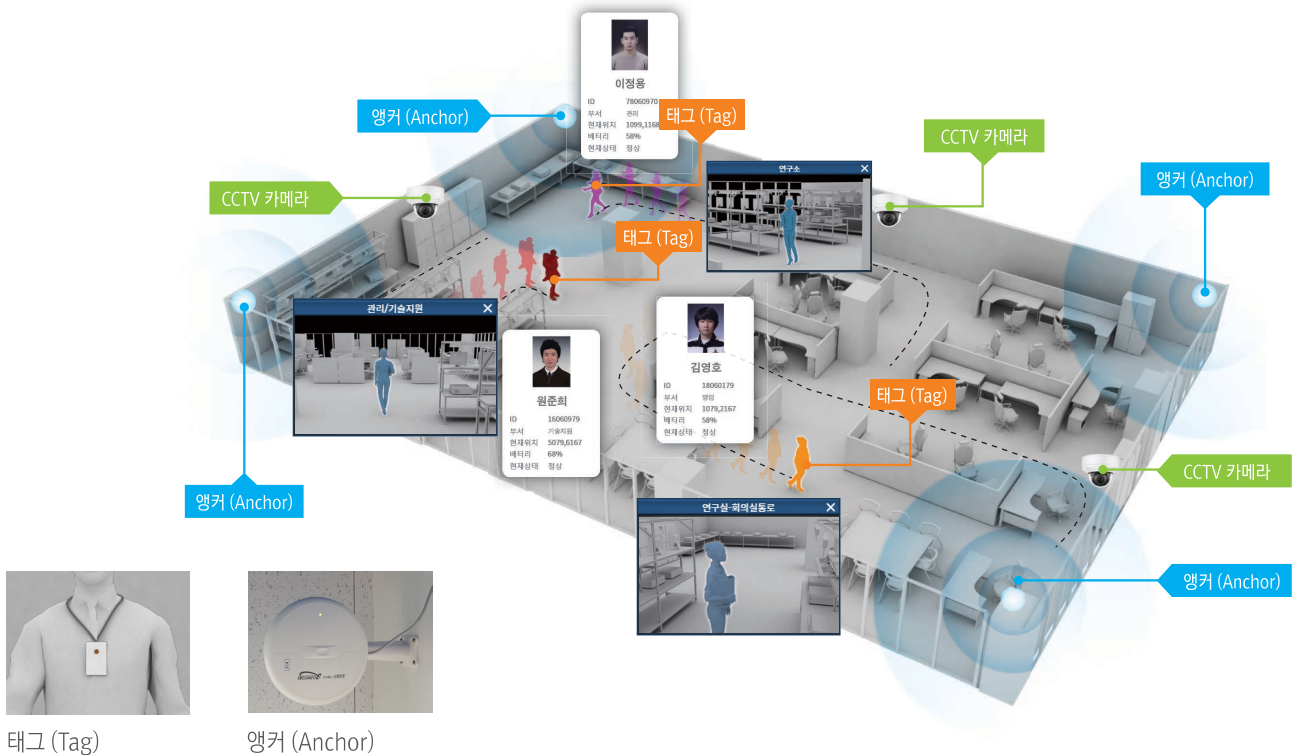 이정용
ID 78060970
부서 관리
현재위치 1099,1168
배터리 58%
현재상태 정상
앵커 (Anchor)
태그 (Tag)
CCTV 카메라
연구소
앵커 (Anchor)
CCTV 카메라
태그 (Tag)
관리/기술지원
원준희
ID 16060979
부서 기술지원
현재위치 5079,6167
배터리 68%
현재상태 정상
김영호
ID 18060179
부서 영업
현재위치 1079,2167
배터리 58%
현재상태 정상
태그 (Tag)
CCTV 카메라
앵커 (Anchor)
연구실-회의실통로
앵커 (Anchor)
태그 (Tag)
앵커 (Anchor)